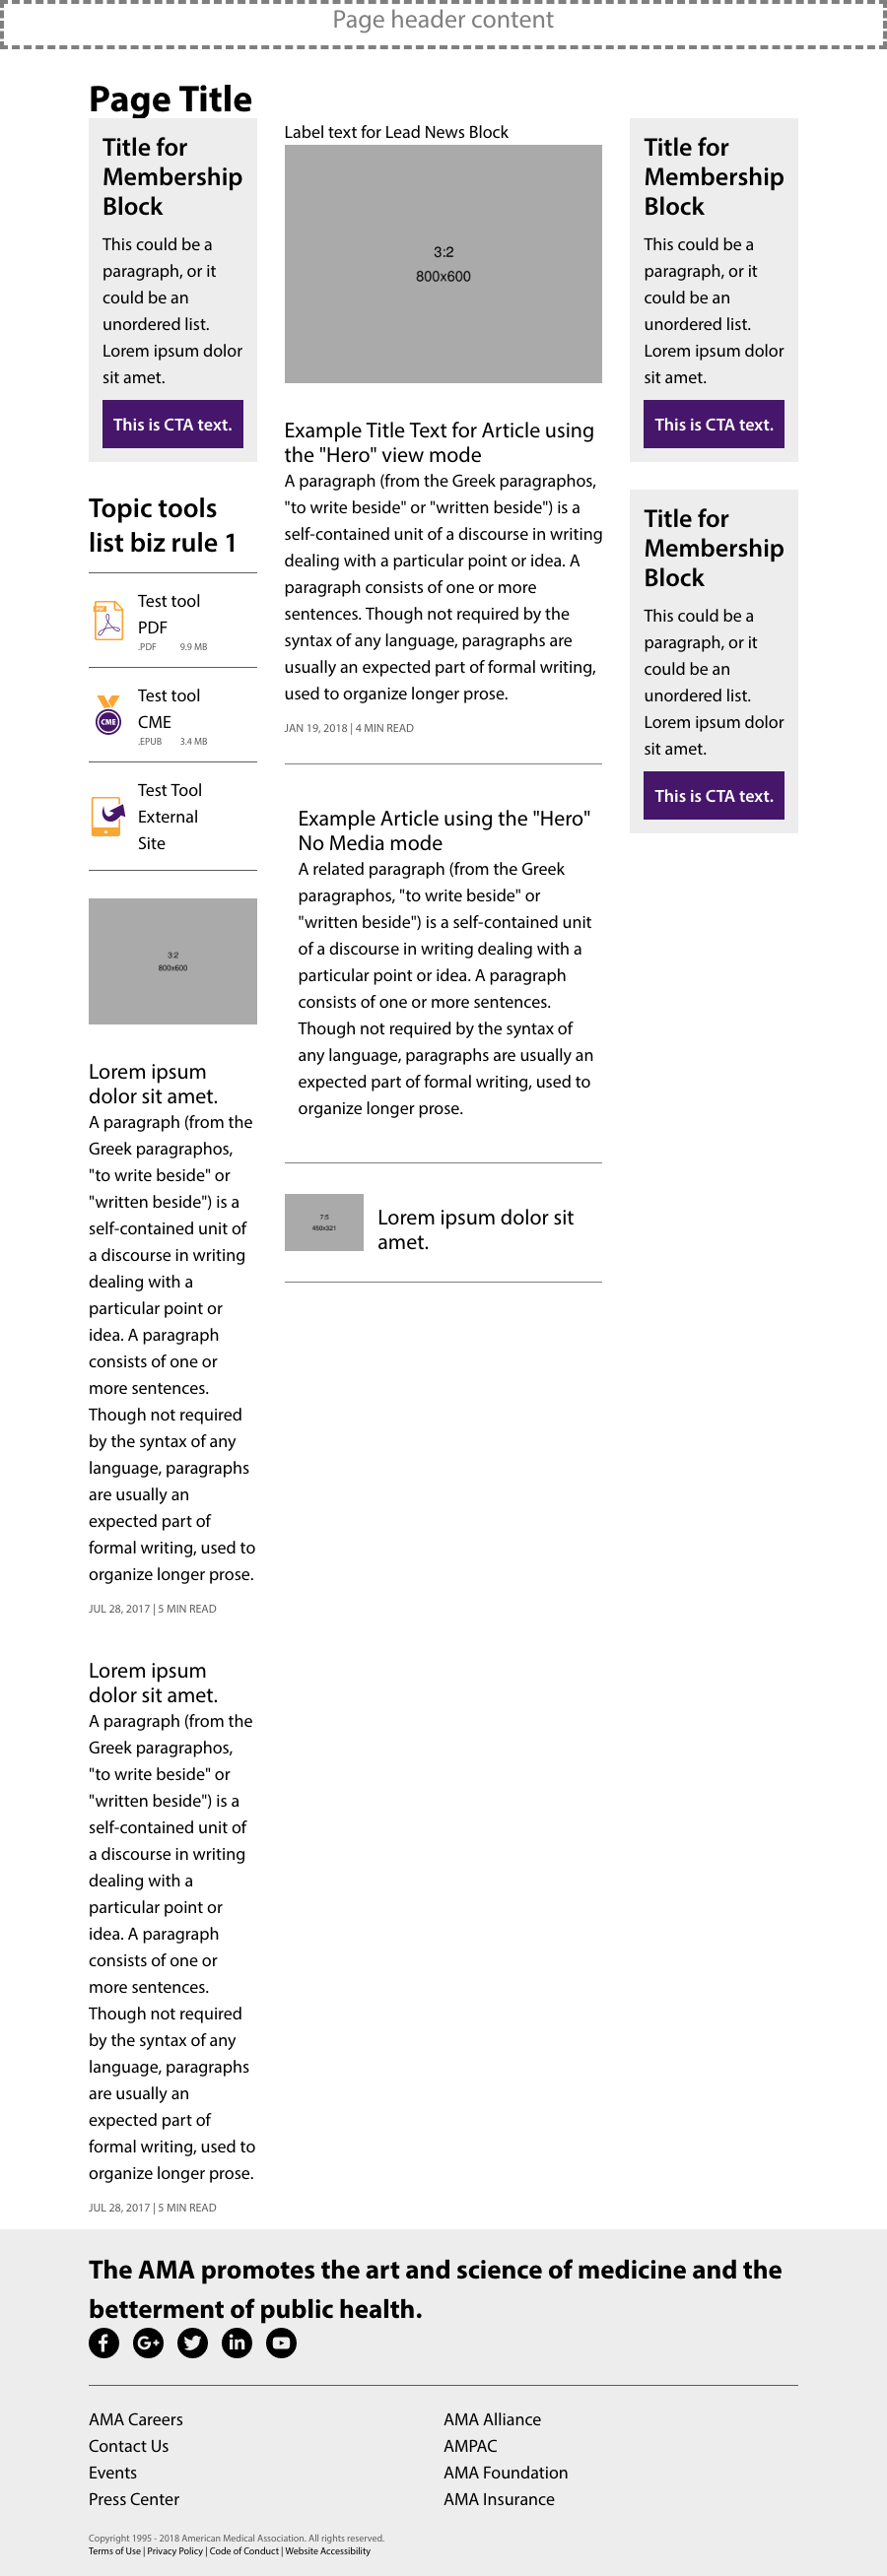 Page header content
Page Title
Title for
Membership
Block
This could be a
paragraph, or it
could be an
unordered list.
Lorem ipsum dolor
sit amet.
This is CTA text.
Topic tools
list biz rule 1
Test tool
PDF
.PDF 9.9 MB
CME
Test tool
CME
.EPUB 3.4 MB
Test Tool
External
Site
3:2
800x600
Lorem ipsum
dolor sit amet.
A paragraph (from the
Greek paragraphos,
"to write beside" or
"written beside") is a
self-contained unit of
a discourse in writing
dealing with a
particular point or
idea. A paragraph
consists of one or
more sentences.
Though not required
by the syntax of any
language, paragraphs
are usually an
expected part of
formal writing, used to
organize longer prose.
JUL 28, 2017 | 5 MIN READ
Lorem ipsum
dolor sit amet.
A paragraph (from the
Greek paragraphos,
"to write beside" or
"written beside") is a
self-contained unit of
a discourse in writing
dealing with a
particular point or
idea. A paragraph
consists of one or
more sentences.
Though not required
by the syntax of any
language, paragraphs
are usually an
expected part of
formal writing, used to
organize longer prose.
JUL 28, 2017 | 5 MIN READ
Label text for Lead News Block
3:2
800x600
Example Title Text for Article using
the "Hero" view mode
A paragraph (from the Greek paragraphos,
"to write beside" or "written beside") is a
self-contained unit of a discourse in writing
dealing with a particular point or idea. A
paragraph consists of one or more
sentences. Though not required by the
syntax of any language, paragraphs are
usually an expected part of formal writing,
used to organize longer prose.
JAN 19, 2018 | 4 MIN READ
Example Article using the "Hero"
No Media mode
A related paragraph (from the Greek
paragraphos, "to write beside" or
"written beside") is a self-contained unit
of a discourse in writing dealing with a
particular point or idea. A paragraph
consists of one or more sentences.
Though not required by the syntax of
any language, paragraphs are usually an
expected part of formal writing, used to
organize longer prose.
7:5
450x321
Lorem ipsum dolor sit
amet.
Title for
Membership
Block
This could be a
paragraph, or it
could be an
unordered list.
Lorem ipsum dolor
sit amet.
This is CTA text.
Title for
Membership
Block
This could be a
paragraph, or it
could be an
unordered list.
Lorem ipsum dolor
sit amet.
This is CTA text.
The AMA promotes the art and science of medicine and the
betterment of public health.
AMA Careers
Contact Us
Events
Press Center
AMA Alliance
AMPAC
AMA Foundation
AMA Insurance
Copyright 1995 - 2018 American Medical Association. All rights reserved.
Terms of Use | Privacy Policy | Code of Conduct | Website Accessibility